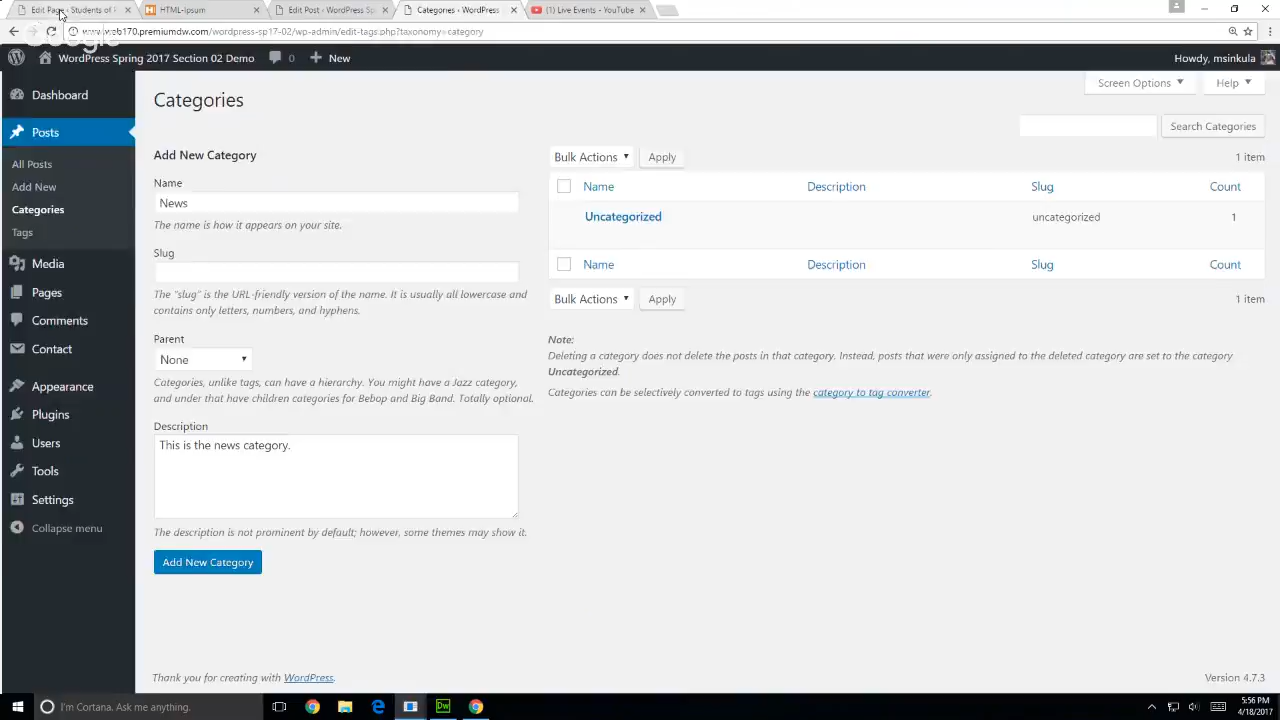 Edit Page ‹ Students of
HTML-Ipsum
Edit Post ‹ WordPress Sp
Categories ‹ WordPress
(1) Live Events - YouTube
Google
web170.premiumdw.com/wordpress-sp17-02/wp-admin/edit-tags.php?taxonomy=category
WordPress Spring 2017 Section 02 Demo
0
New
Howdy, msinkula
Screen Options
Help
Dashboard
Posts
All Posts
Add New
Categories
Tags
Media
Pages
Comments
Contact
Appearance
Plugins
Users
Tools
Settings
Collapse menu
Categories
Search Categories
Add New Category
Name
News
The name is how it appears on your site.
Slug
The "slug" is the URL-friendly version of the name. It is usually all lowercase and
contains only letters, numbers, and hyphens.
Parent
None
Categories, unlike tags, can have a hierarchy. You might have a Jazz category,
and under that have children categories for Bebop and Big Band. Totally optional.
Description
This is the news category.
The description is not prominent by default; however, some themes may show it.
Add New Category
Bulk Actions
Apply
1 item
Name Description Slug Count
Uncategorized uncategorized 1
Name Description Slug Count
Bulk Actions
Apply
1 item
Note:
Deleting a category does not delete the posts in that category. Instead, posts that were only assigned to the deleted category are set to the category
Uncategorized.
Categories can be selectively converted to tags using the category to tag converter.
Thank you for creating with WordPress.
Version 4.7.3
I'm Cortana. Ask me anything.
Dw
5:56 PM
4/18/2017